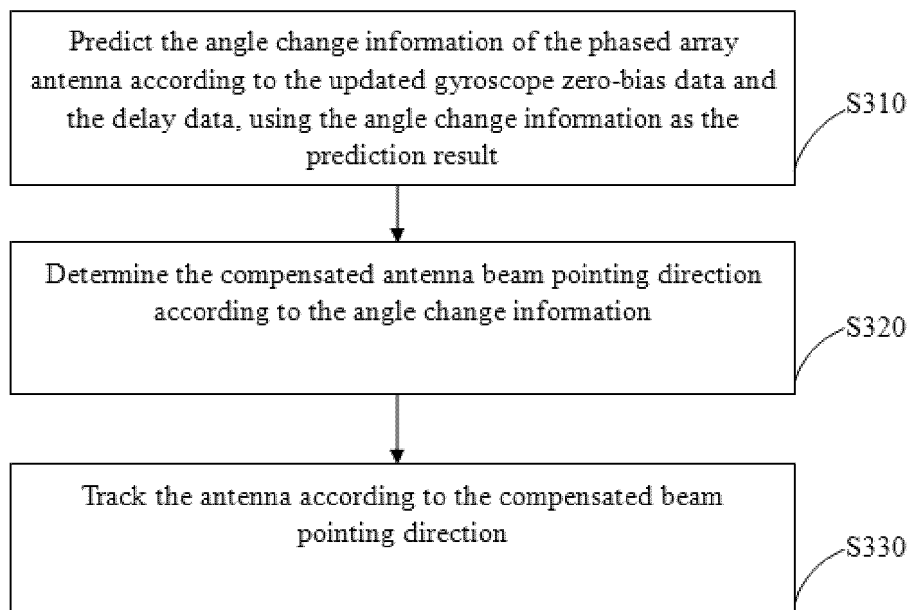 Predict the angle change information of the phased array
antenna according to the updated gyroscope zero-bias data and
the delay data, using the angle change information as the
prediction result
S310
Determine the compensated antenna beam pointing direction
according to the angle change information
S320
Track the antenna according to the compensated beam
pointing direction
S330